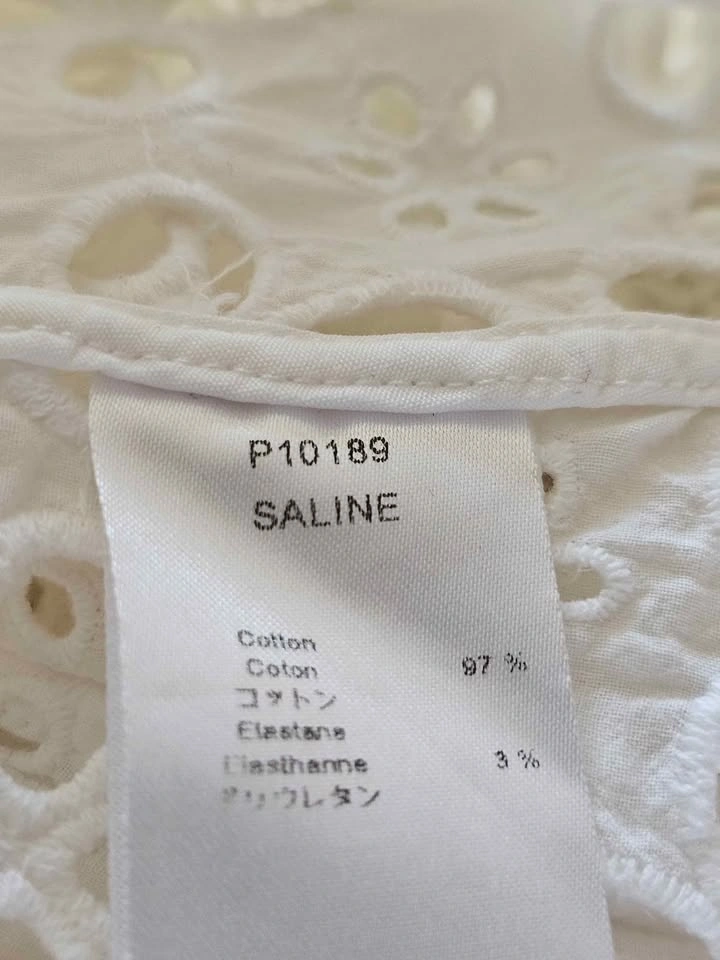 P10189
SALINE
Cotton
Coton 97 %
コットン
Elastane
Elasthanne 3 %
ポリウレタン